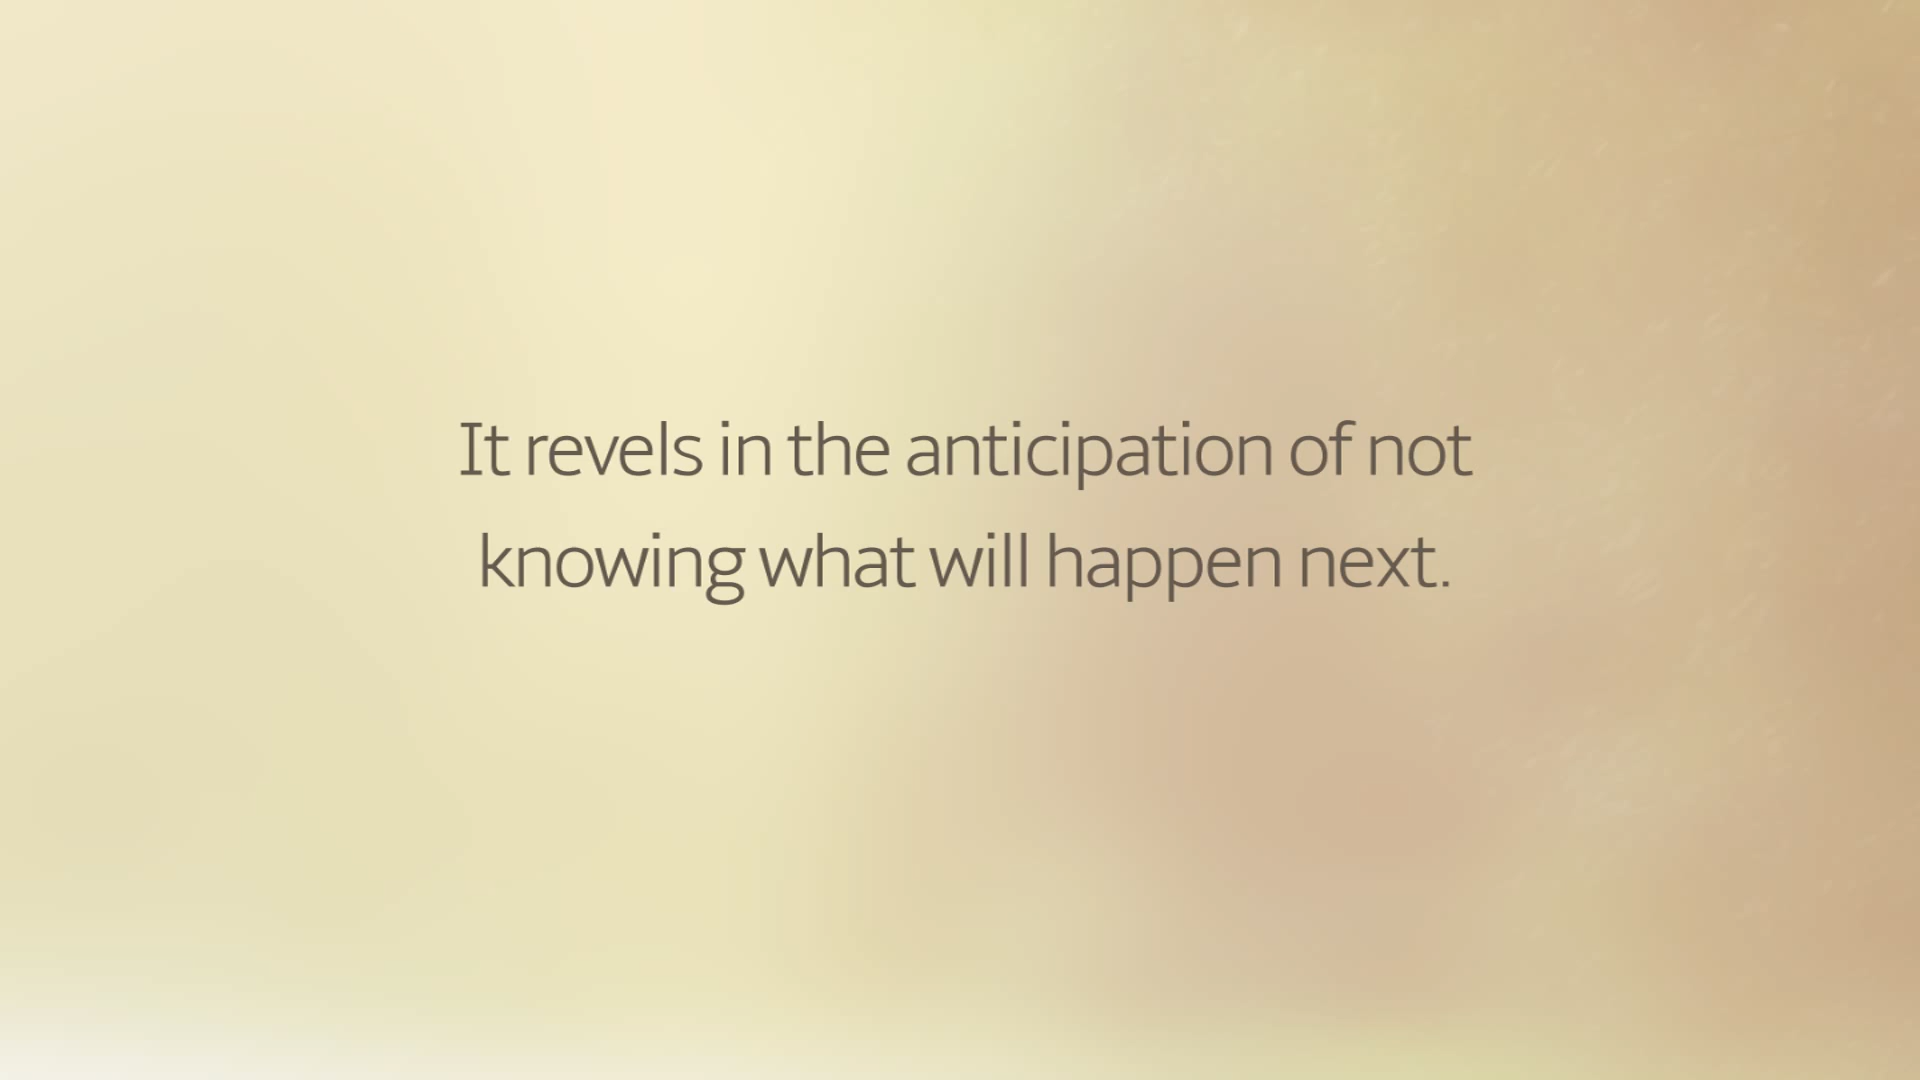 It revels in the anticipation of not
knowing what will happen next.